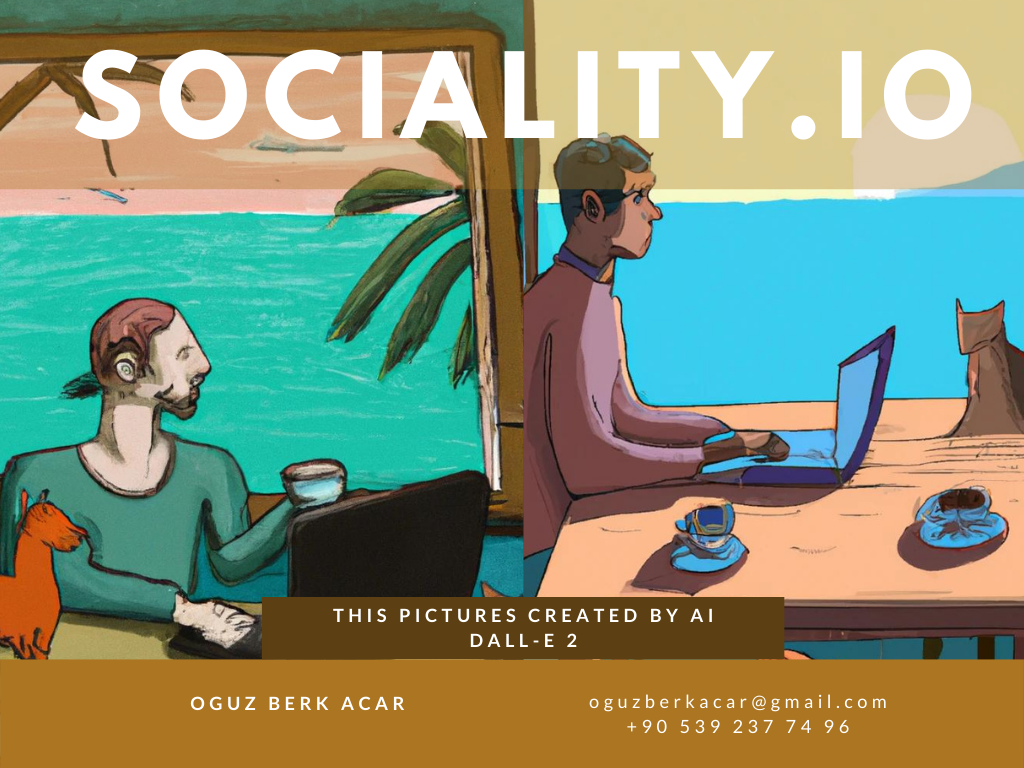 SOCIALITY.IO
THIS PICTURES CREATED BY AI
DALL-E 2
OGUZ BERK ACAR
oguzberkacar@gmail.com
+90 539 237 74 96